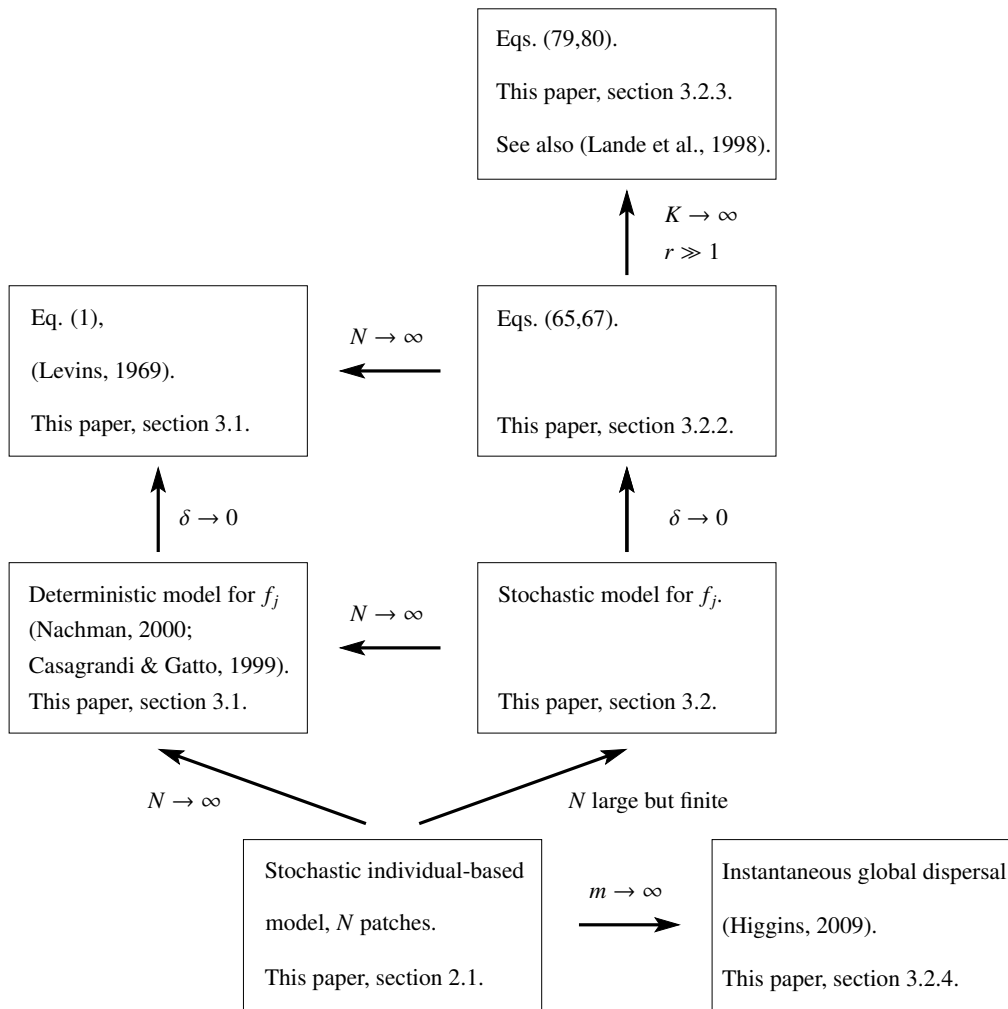 Eqs. (79,80).
This paper, section 3.2.3.
See also (Lande et al., 1998).
K → ∞
r ≫ 1
Eq. (1),
(Levins, 1969).
This paper, section 3.1.
N → ∞
Eqs. (65,67).
This paper, section 3.2.2.
δ → 0
δ → 0
Deterministic model for f_j
(Nachman, 2000;
Casagrandi & Gatto, 1999).
This paper, section 3.1.
N → ∞
Stochastic model for f_j.
This paper, section 3.2.
N → ∞
N large but finite
Stochastic individual-based
model, N patches.
This paper, section 2.1.
m → ∞
Instantaneous global dispersal
(Higgins, 2009).
This paper, section 3.2.4.